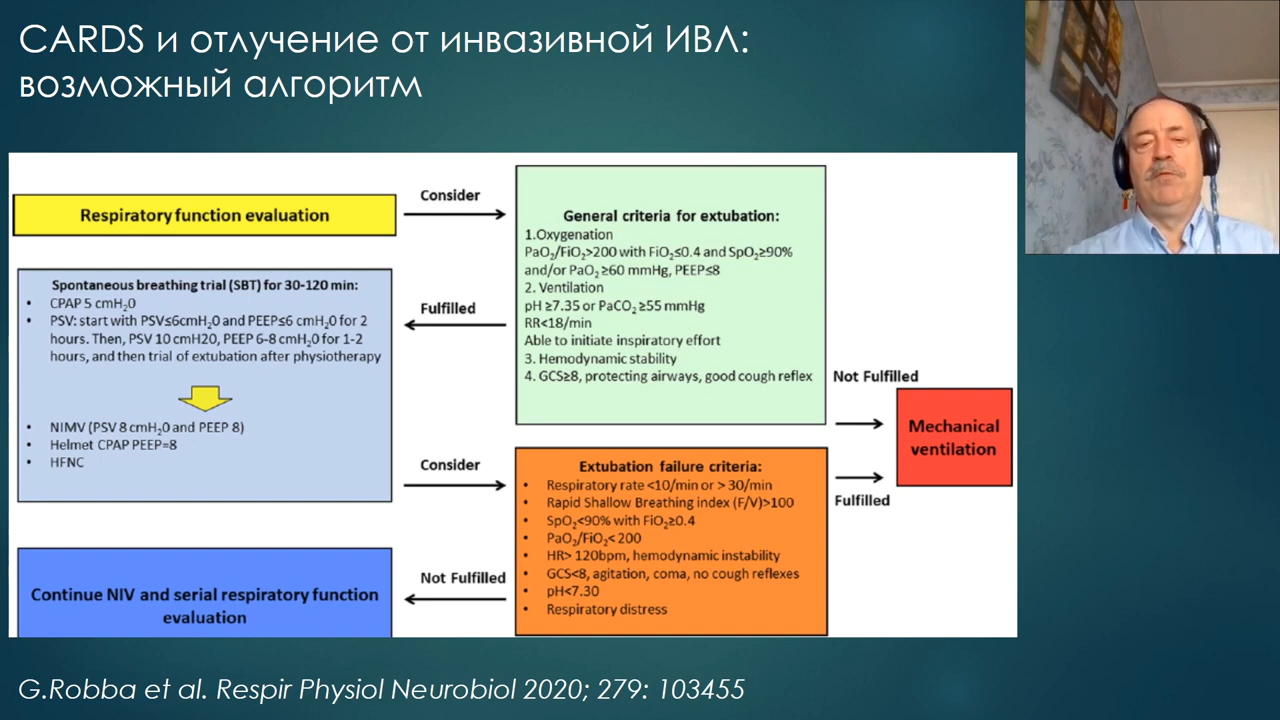 CARDS и отлучение от инвазивной ИВЛ:
возможный алгоритм
Respiratory function evaluation
Consider
General criteria for extubation:
1.Oxygenation
PaO₂/FiO₂>200 with FiO₂≤0.4 and SpO₂≥90%
and/or PaO₂ ≥60 mmHg, PEEP≤8
2. Ventilation
pH ≥7.35 or PaCO₂ ≥55 mmHg
RR<18/min
Able to initiate inspiratory effort
3. Hemodynamic stability
4. GCS≥8, protecting airways, good cough reflex
Fulfilled
Spontaneous breathing trial (SBT) for 30-120 min:
• CPAP 5 cmH₂O
• PSV: start with PSV≤6cmH₂O and PEEP≤6 cmH₂O for 2
hours. Then, PSV 10 cmH20, PEEP 6-8 cmH₂O for 1-2
hours, and then trial of extubation after physiotherapy
• NIMV (PSV 8 cmH₂O and PEEP 8)
• Helmet CPAP PEEP=8
• HFNC
Not Fulfilled
Mechanical
ventilation
Fulfilled
Consider
Extubation failure criteria:
• Respiratory rate <10/min or > 30/min
• Rapid Shallow Breathing index (F/V)>100
• SpO₂<90% with FiO₂≥0.4
• PaO₂/FiO₂< 200
• HR> 120bpm, hemodynamic instability
• GCS<8, agitation, coma, no cough reflexes
• pH<7.30
• Respiratory distress
Not Fulfilled
Continue NIV and serial respiratory function
evaluation
G.Robba et al. Respir Physiol Neurobiol 2020; 279: 103455